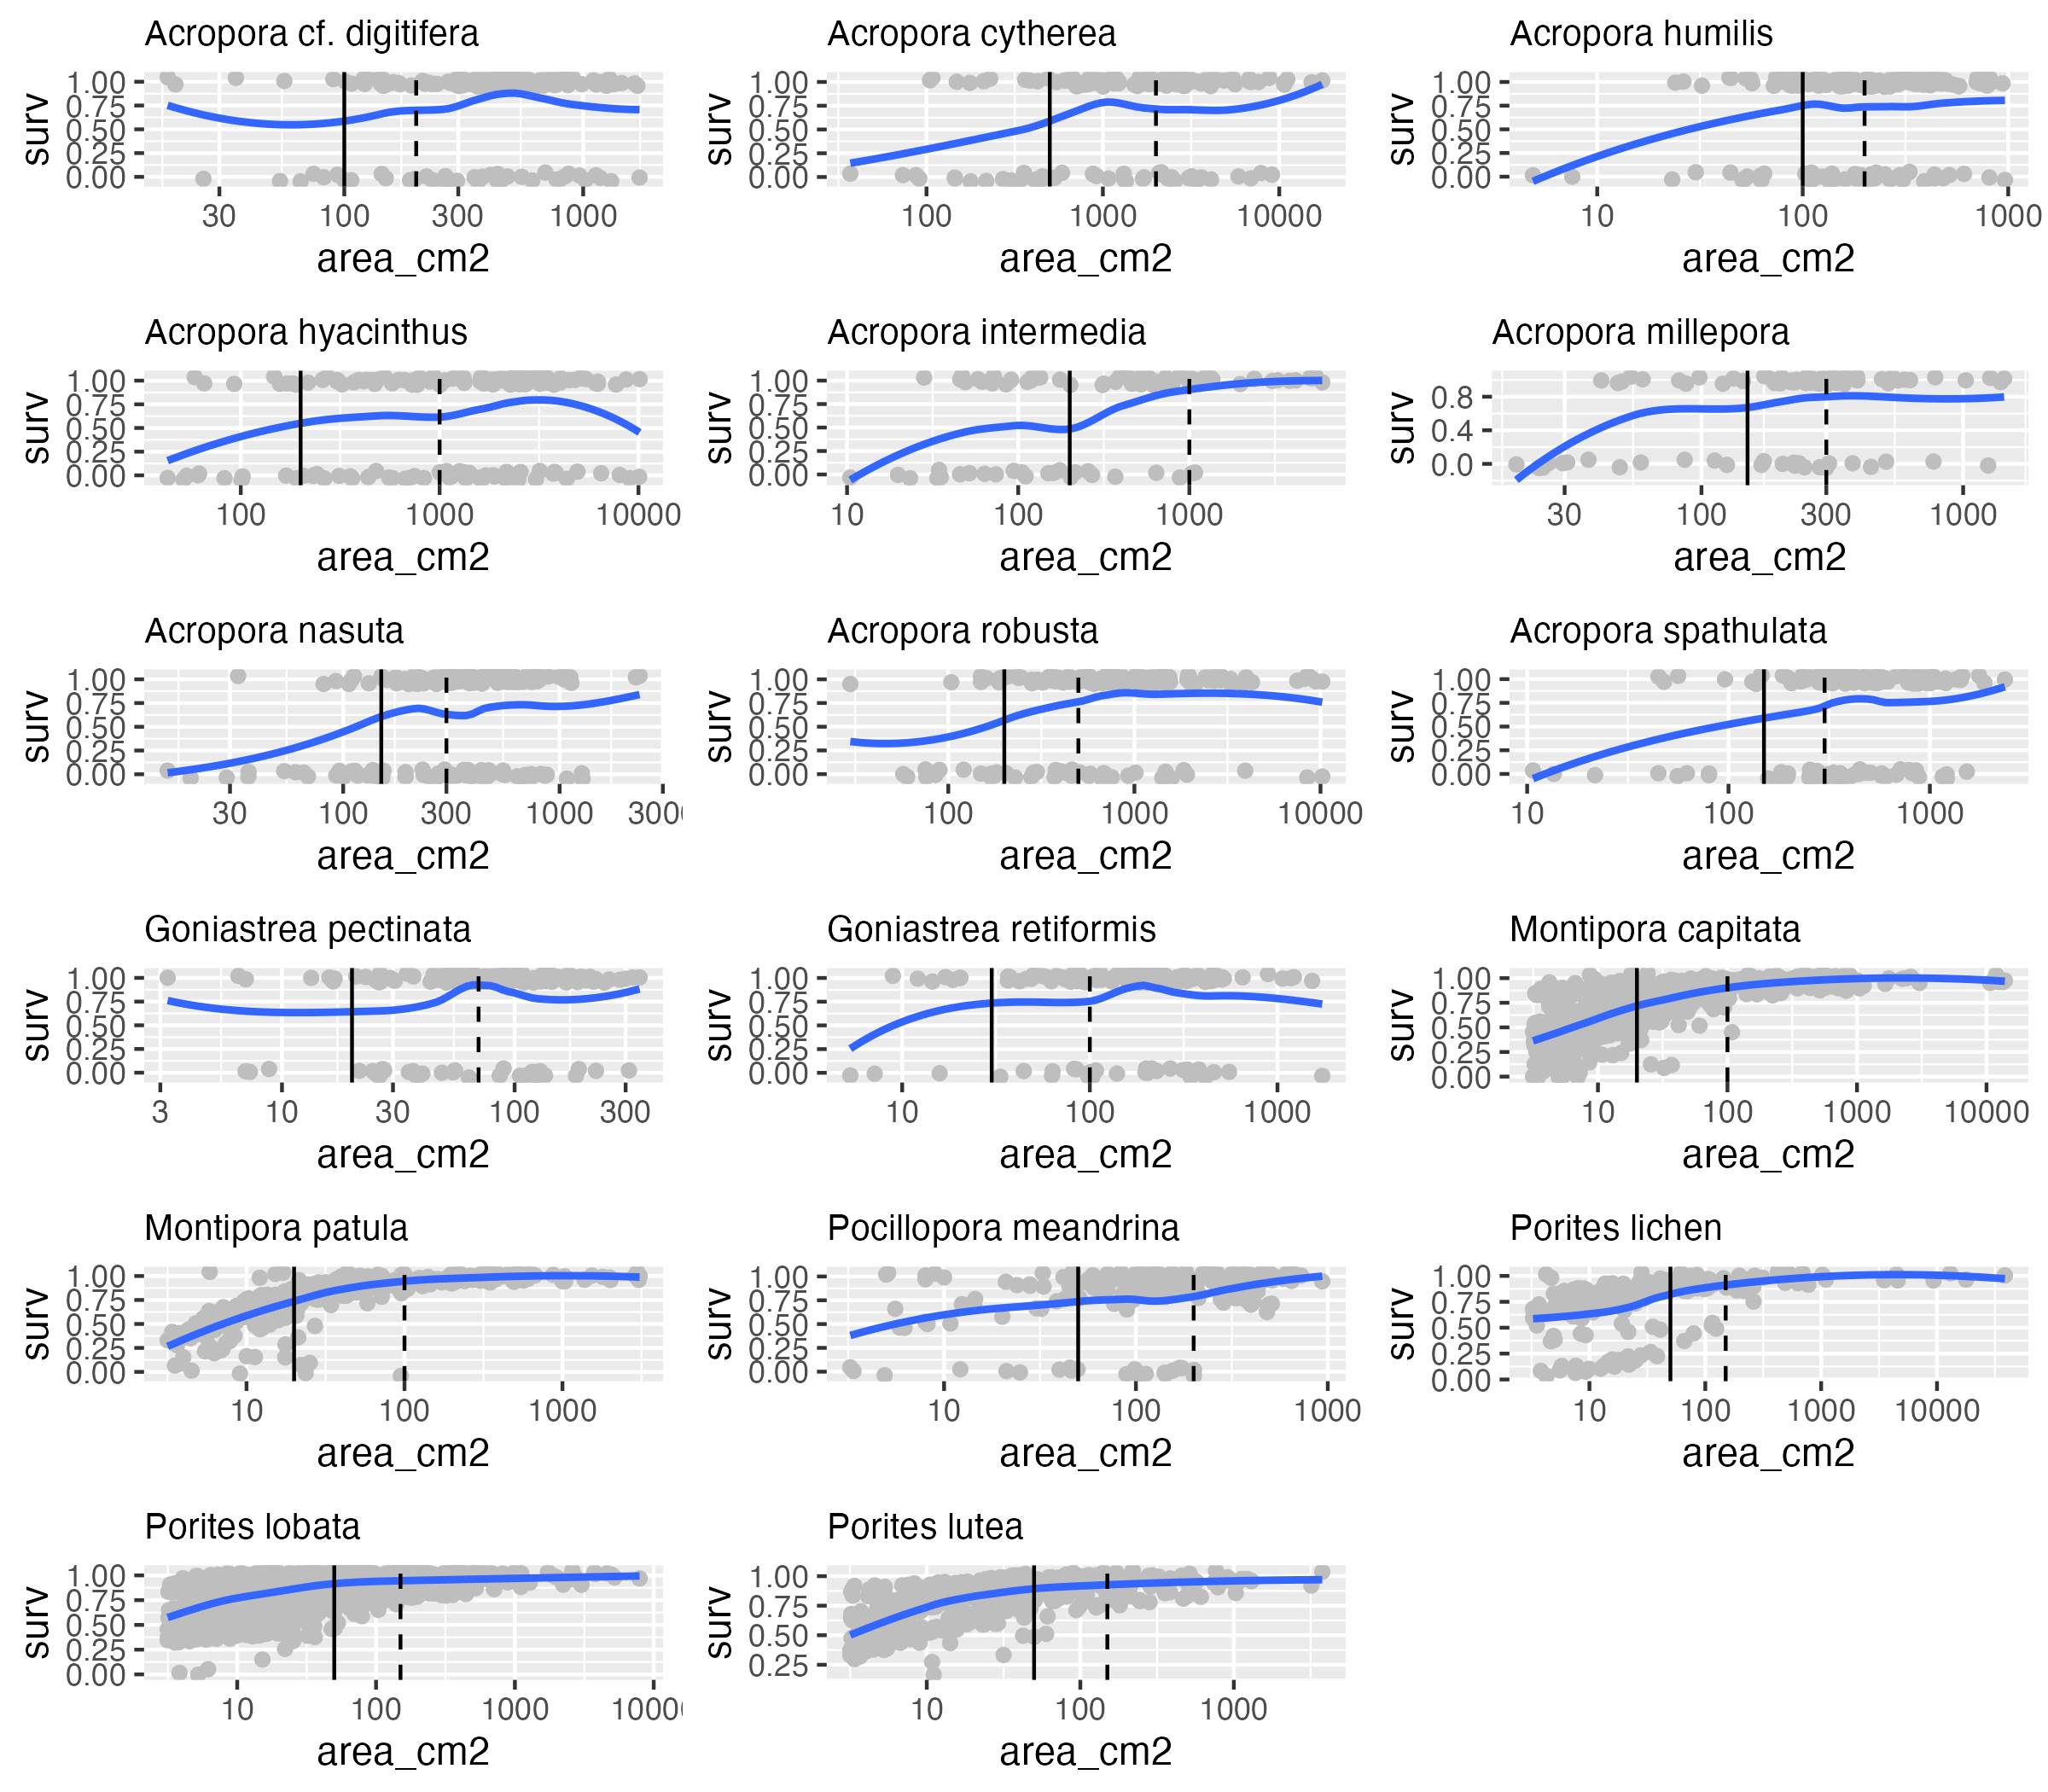 Acropora cf. digitifera
surv
1.00
0.75
0.50
0.25
0.00
30 100 300 1000
area_cm2
Acropora cytherea
surv
1.00
0.75
0.50
0.25
0.00
100 1000 10000
area_cm2
Acropora humilis
surv
1.00
0.75
0.50
0.25
0.00
10 100 1000
area_cm2
Acropora hyacinthus
surv
1.00
0.75
0.50
0.25
0.00
100 1000 10000
area_cm2
Acropora intermedia
surv
1.00
0.75
0.50
0.25
0.00
10 100 1000
area_cm2
Acropora millepora
surv
0.8
0.4
0.0
30 100 300 1000
area_cm2
Acropora nasuta
surv
1.00
0.75
0.50
0.25
0.00
30 100 300 1000 300
area_cm2
Acropora robusta
surv
1.00
0.75
0.50
0.25
0.00
100 1000 10000
area_cm2
Acropora spathulata
surv
1.00
0.75
0.50
0.25
0.00
10 100 1000
area_cm2
Goniastrea pectinata
surv
1.00
0.75
0.50
0.25
0.00
3 10 30 100 300
area_cm2
Goniastrea retiformis
surv
1.00
0.75
0.50
0.25
0.00
10 100 1000
area_cm2
Montipora capitata
surv
1.00
0.75
0.50
0.25
0.00
10 100 1000 10000
area_cm2
Montipora patula
surv
1.00
0.75
0.50
0.25
0.00
10 100 1000
area_cm2
Pocillopora meandrina
surv
1.00
0.75
0.50
0.25
0.00
10 100 1000
area_cm2
Porites lichen
surv
1.00
0.75
0.50
0.25
0.00
10 100 1000 10000
area_cm2
Porites lobata
surv
1.00
0.75
0.50
0.25
0.00
10 100 1000 1000
area_cm2
Porites lutea
surv
1.00
0.75
0.50
0.25
10 100 1000
area_cm2